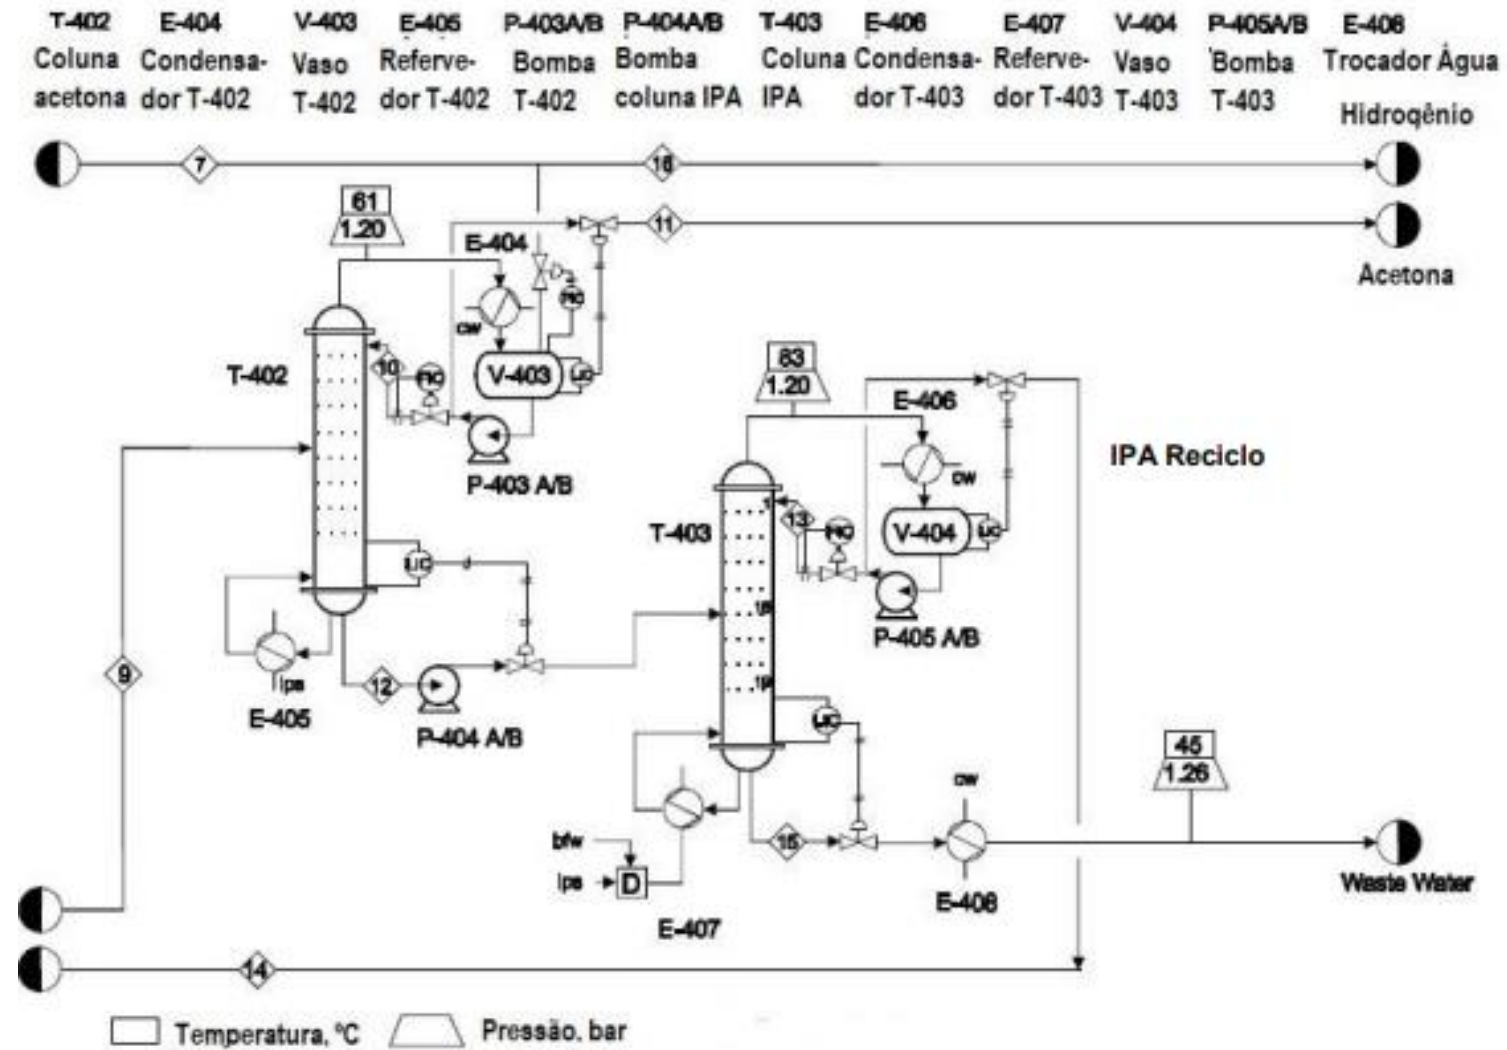 T-402 E-404 V-403 E-405 P-403A/B P-404A/B T-403 E-406 E-407 V-404 P-405A/B E-408
Coluna Condensa- Vaso Referve- Bomba Bomba Coluna Condensa- Referve- Vaso Bomba Trocador Água
acetona dor T-402 T-402 dor T-402 T-402 coluna IPA IPA dor T-403 dor T-403 T-403 T-403
Hidrogênio
7 16
61
1.20
11
E-404
Acetona
cw
T-402
10
V-403
LIC
P-403 A/B
83
1.20
E-406
IPA Reciclo
cw
T-403
13
V-404
LIC
LIC
P-405 A/B
9
lps
12
E-405
P-404 A/B
LIC
45
1.26
cw
bfw
lps
D
15
E-408
Waste Water
E-407
14
Temperatura, ºC
Pressão, bar